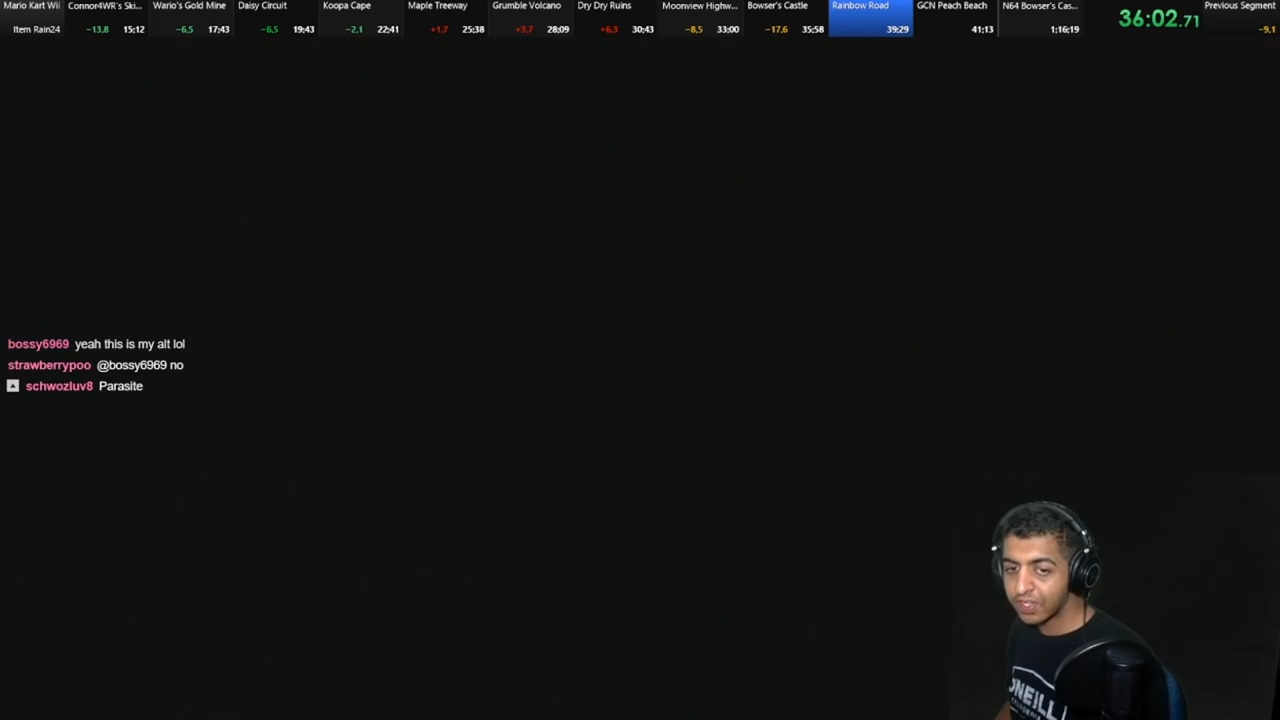 Mario Kart Wii
Item Rain24
Connor4WR's Ski...
−13,8 15:12
Wario's Gold Mine
−6,5 17:43
Daisy Circuit
−6,5 19:43
Koopa Cape
−2,1 22:41
Maple Treeway
+1,7 25:38
Grumble Volcano
+3,7 28:09
Dry Dry Ruins
+6,3 30:43
Moonview Highw...
−8,5 33:00
Bowser's Castle
−17,6 35:58
Rainbow Road
39:29
GCN Peach Beach
41:13
N64 Bowser's Cas...
1:16:19
36:02.71
Previous Segment
−9,1
bossy6969 yeah this is my alt lol
strawberrypoo @bossy6969 no
schwozluv8 Parasite
O'NEILL
CALIFORNIA